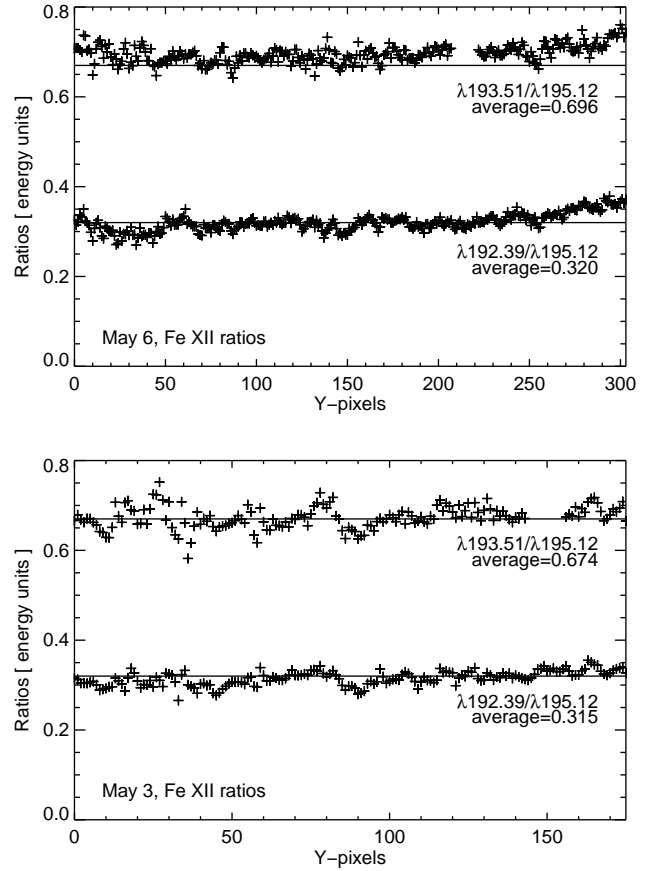 0.8
0.6
0.4
0.2
0.0
Ratios [ energy units ]
λ193.51/λ195.12
average=0.696
λ192.39/λ195.12
average=0.320
May 6, Fe XII ratios
0 50 100 150 200 250 300
Y−pixels
0.8
0.6
0.4
0.2
0.0
Ratios [ energy units ]
λ193.51/λ195.12
average=0.674
λ192.39/λ195.12
average=0.315
May 3, Fe XII ratios
0 50 100 150
Y−pixels